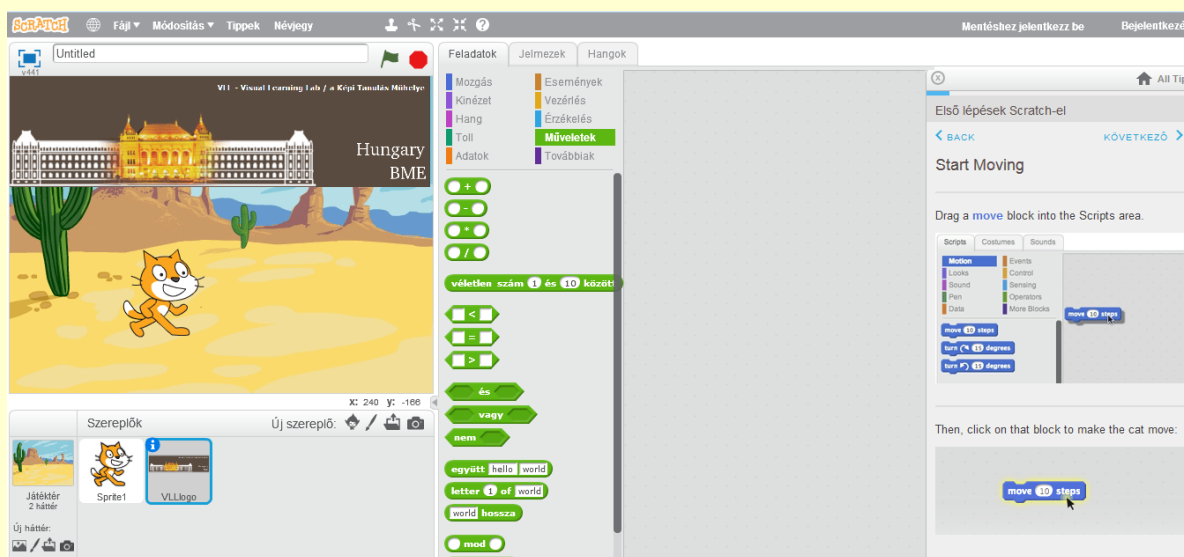 SCRATCH Fájl Módosítás Tippek Névjegy Mentéshez jelentkezz be Bejelentkezé
v441
Untitled
VLL - Visual Learning Lab / a Képi Tanulás Műhelye
Hungary
BME
X: 240 y: -166
Szereplők Új szereplő:
Játéktér
2 háttér
Új háttér:
Sprite1
i
VLLlogo
Feladatok Jelmezek Hangok
Mozgás Események
Kinézet Vezérlés
Hang Érzékelés
Toll Műveletek
Adatok Továbbiak
+
-
*
/
véletlen szám 1 és 10 között
<
=
>
és
vagy
nem
együtt hello world
letter 1 of world
world hossza
mod
All Tip
Első lépések Scratch-el
BACK KÖVETKEZŐ
Start Moving
Drag a move block into the Scripts area.
Scripts Costumes Sounds
Motion Events
Looks Control
Sound Sensing
Pen Operators
Data More Blocks
move 10 steps
turn 15 degrees
turn 15 degrees
move 10 steps
Then, click on that block to make the cat move:
move 10 steps